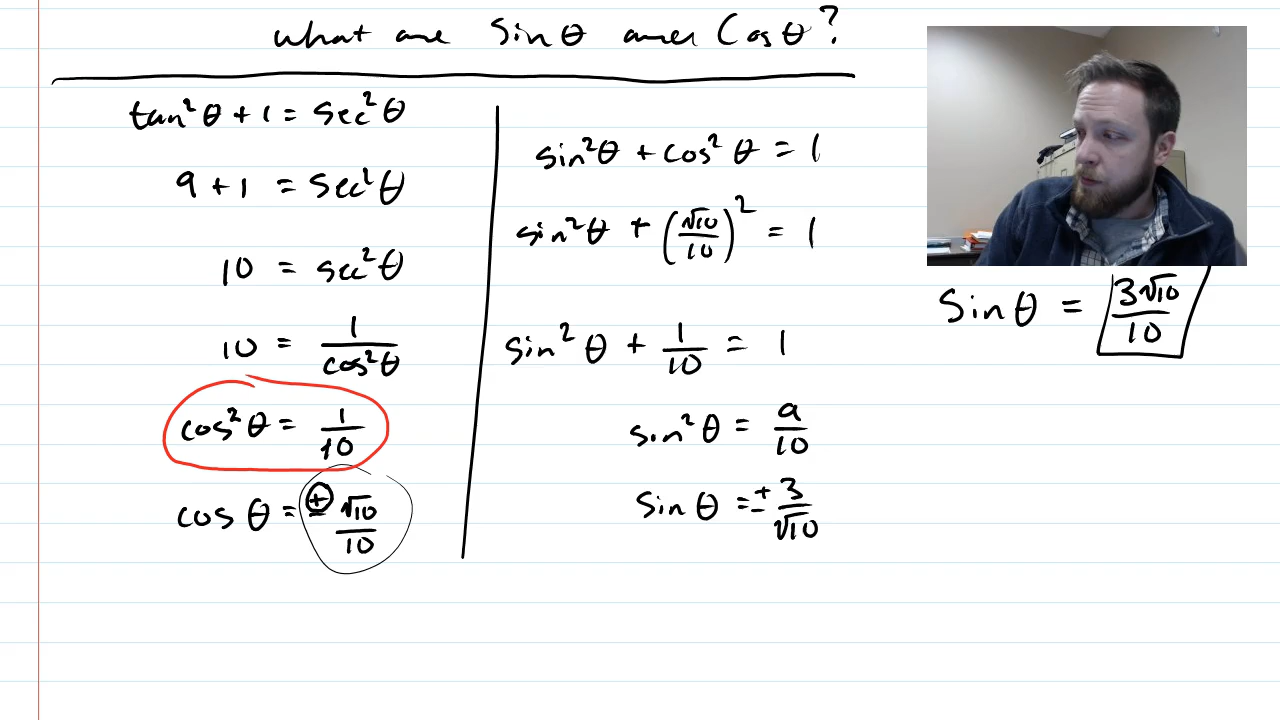 what are sinθ and Cosθ?
tan²θ + 1 = sec²θ
9 + 1 = sec²θ
10 = sec²θ
10 = 1/cos²θ
cos²θ = 1/10
cos θ = ± √10/10
sin²θ + cos²θ = 1
sin²θ + (√10/10)² = 1
sin²θ + 1/10 = 1
sin²θ = 9/10
sin θ = ± 3/√10
Sin θ = 3√10/10